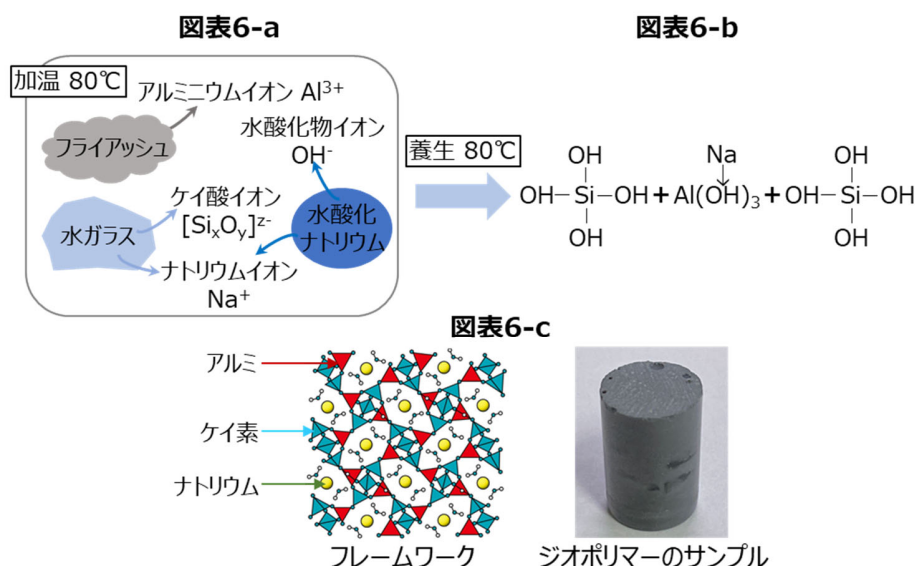 図表6-a
加温 80℃
アルミニウムイオン Al³⁺
フライアッシュ
水酸化物イオン
OH⁻
ケイ酸イオン
[SiₓOᵧ]ᶻ⁻
水ガラス
水酸化
ナトリウム
ナトリウムイオン
Na⁺
養生 80℃
図表6-b
OH
OH-Si-OH
OH
+
Na
↓
Al(OH)₃
+
OH
OH-Si-OH
OH
図表6-c
アルミ
ケイ素
ナトリウム
フレームワーク
ジオポリマーのサンプル